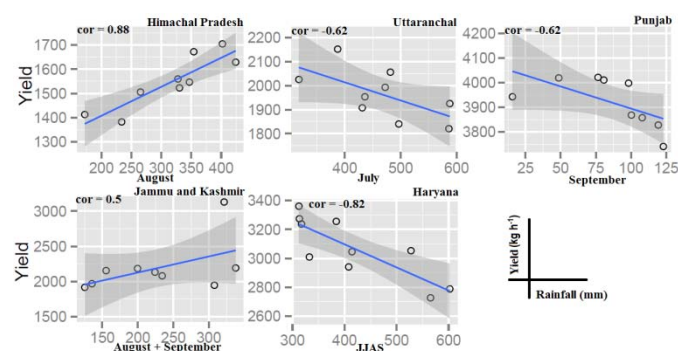 Himachal Pradesh
cor = 0.88
Yield
1700
1600
1500
1400
1300
200 250 300 350 400
August
Uttaranchal
cor = -0.62
2200
2100
2000
1900
1800
300 400 500 600
July
Punjab
cor = -0.62
4100
4000
3900
3800
25 50 75 100 125
September
Jammu and Kashmir
cor = 0.5
Yield
3000
2500
2000
1500
150 200 250 300
August + September
Haryana
cor = -0.82
3400
3200
3000
2800
2600
300 400 500 600
JJAS
Yield (kg h-¹)
Rainfall (mm)